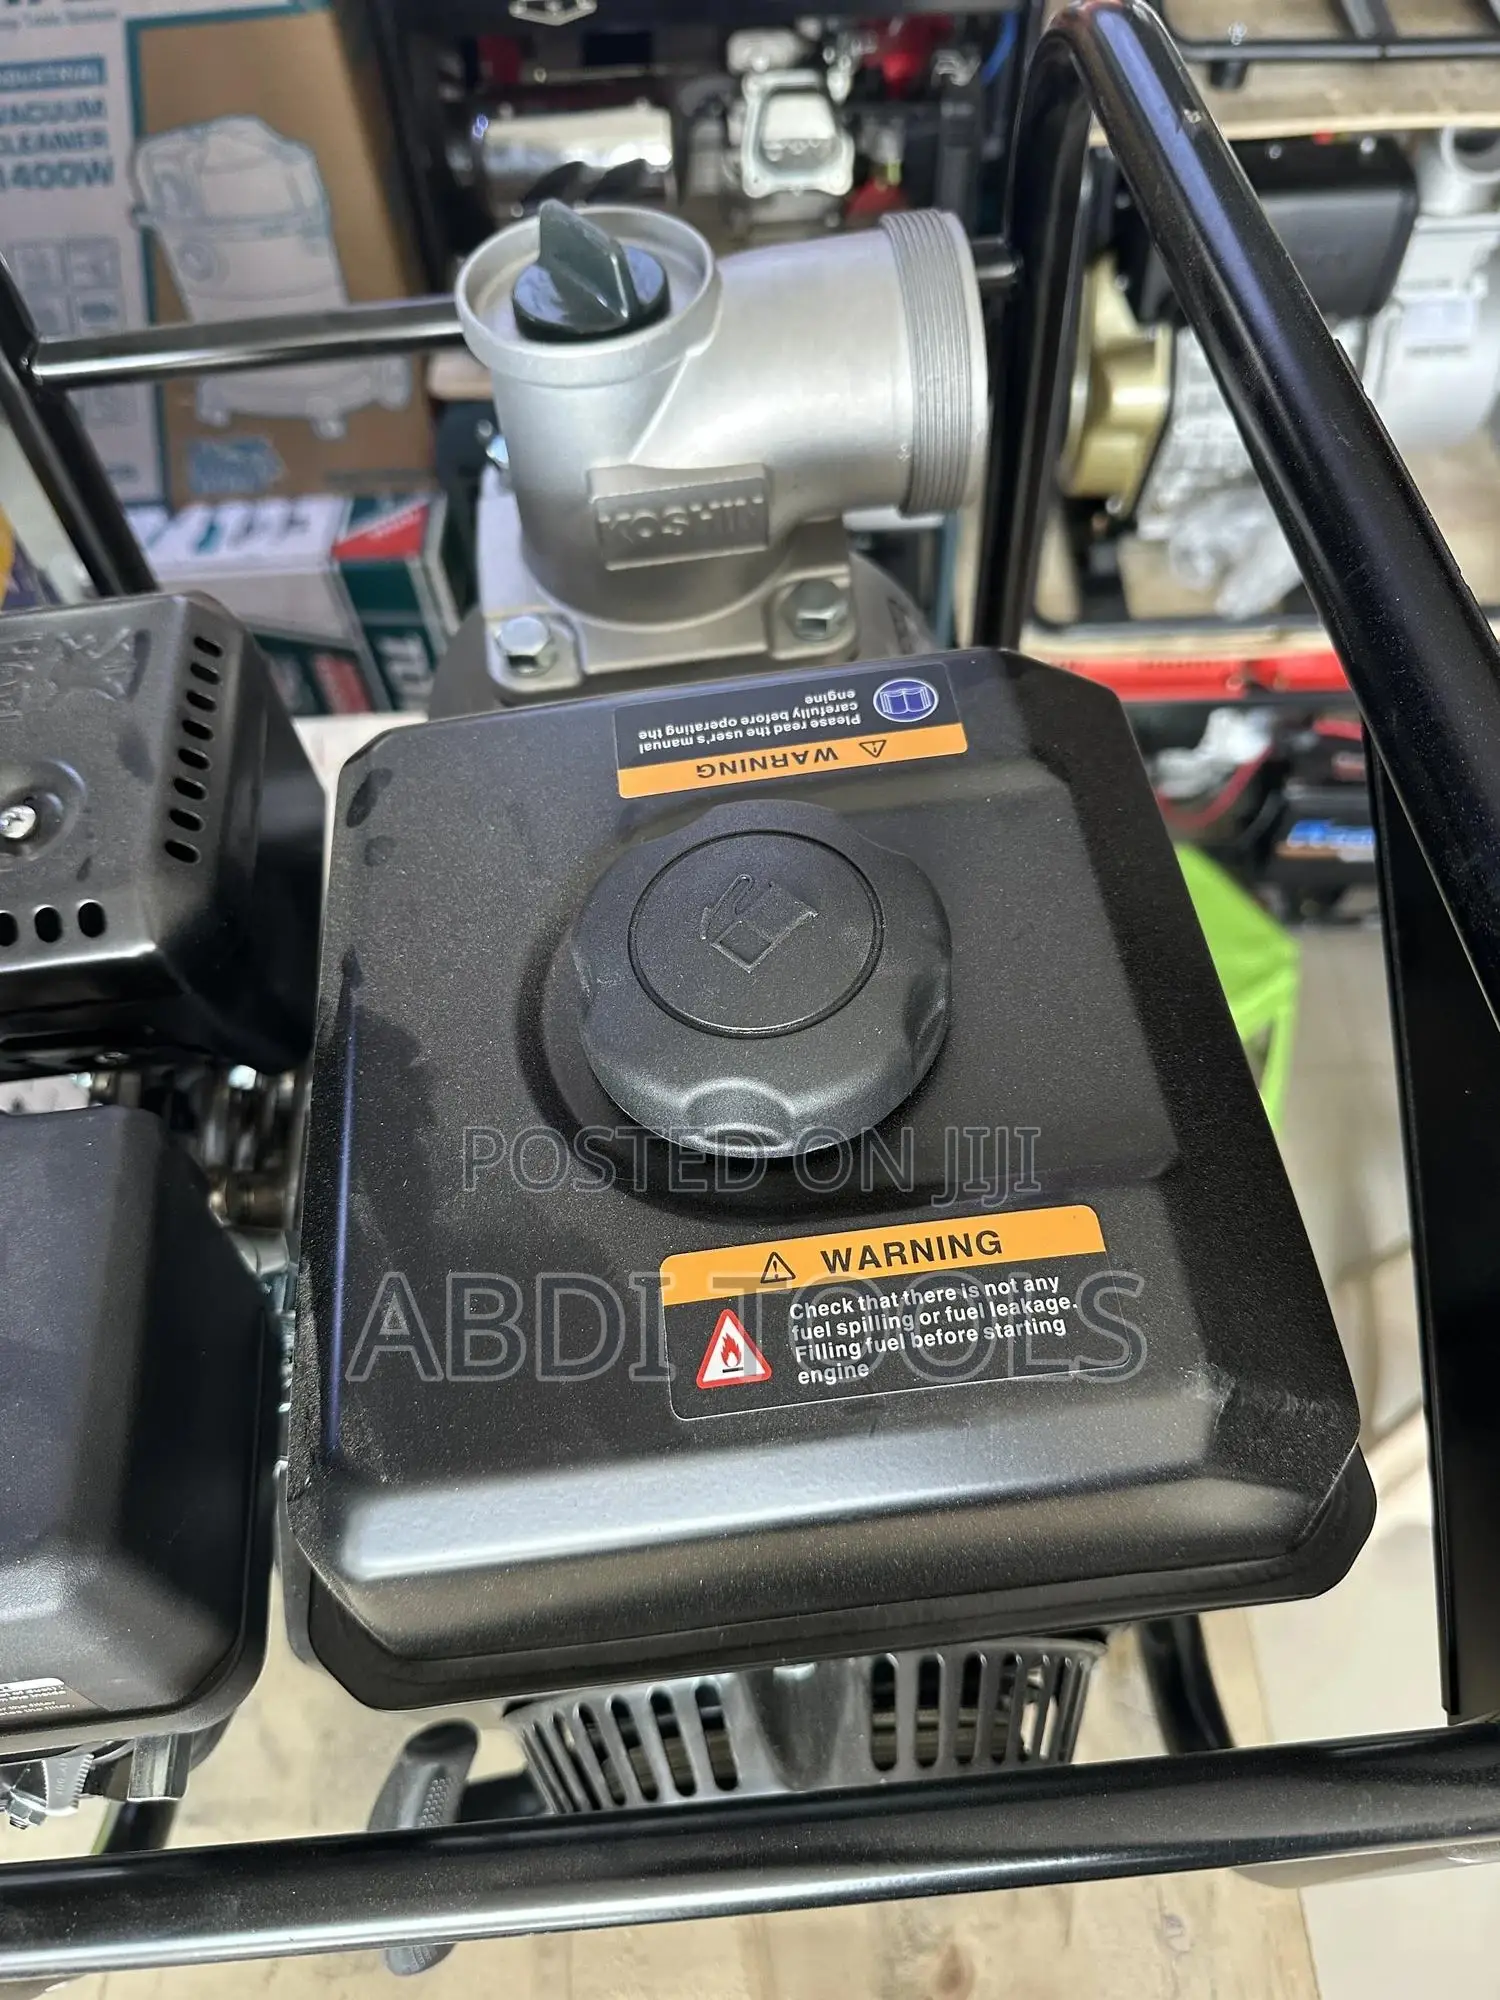 INDUSTRIAL
VACUUM
CLEANER
1400W
KOSHIN
WARNING
Please read the user's manual
carefully before operating the
engine
POSTED ON JIJI
ABDI TOOLS
WARNING
Check that there is not any
fuel spilling or fuel leakage.
Filling fuel before starting
engine